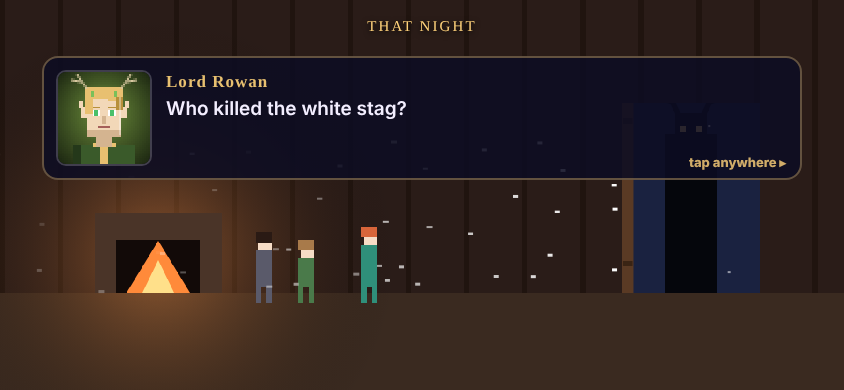 THAT NIGHT
Lord Rowan
Who killed the white stag?
tap anywhere ▸